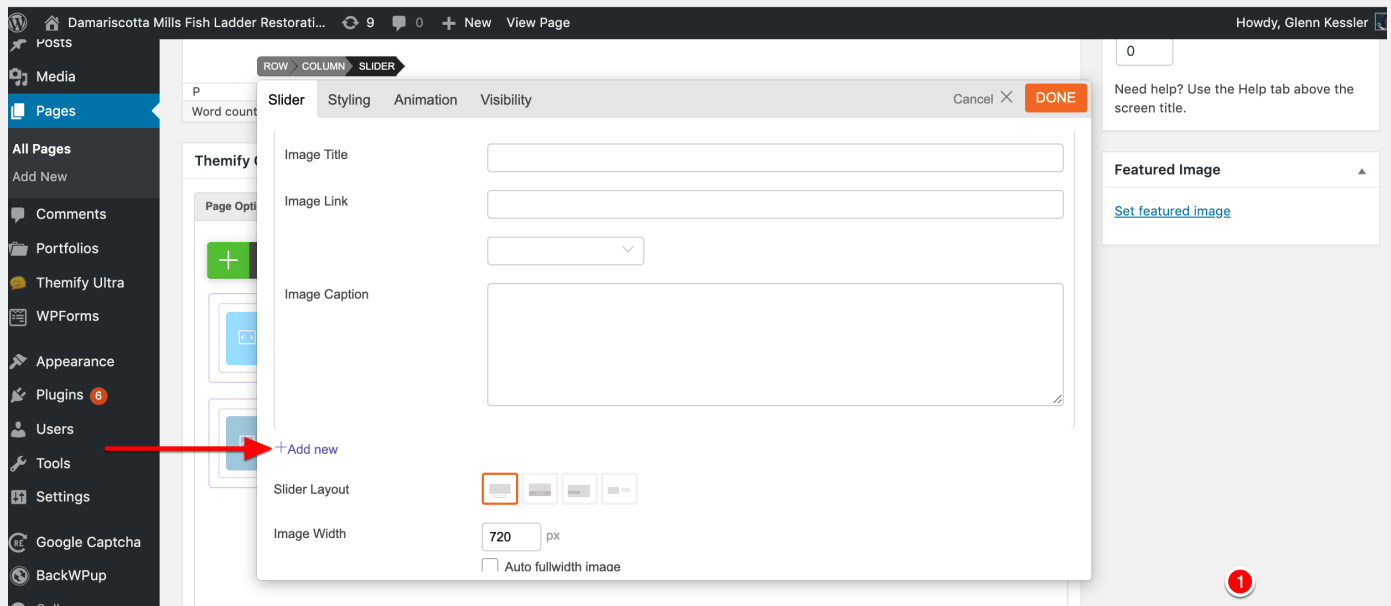 Damariscotta Mills Fish Ladder Restorati... 9 0 New View Page Howdy, Glenn Kessler
Posts
Media
Pages
All Pages
Add New
Comments
Portfolios
Themify Ultra
WPForms
Appearance
Plugins 6
Users
Tools
Settings
Google Captcha
BackWPup
P
Word count
Themify
Page Opti
ROW COLUMN SLIDER
Slider Styling Animation Visibility Cancel DONE
Image Title
Image Link
Image Caption
+Add new
Slider Layout
Image Width 720 px
Auto fullwidth image
0
Need help? Use the Help tab above the
screen title.
Featured Image
Set featured image
1